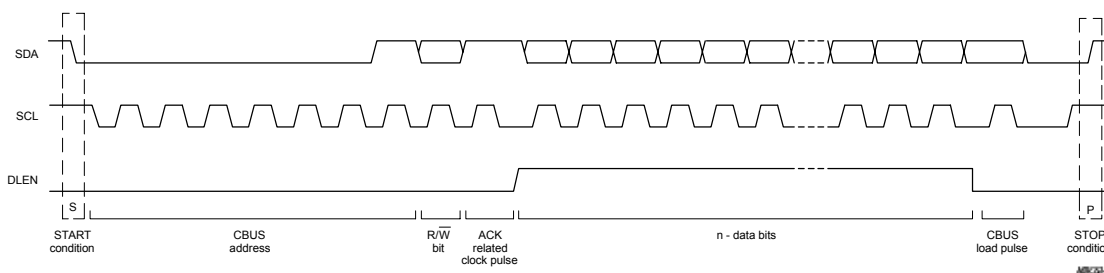 SDA
SCL
DLEN
S
P
START
condition
CBUS
address
R/W̅
bit
ACK
related
clock pulse
n - data bits
CBUS
load pulse
STOP
condition